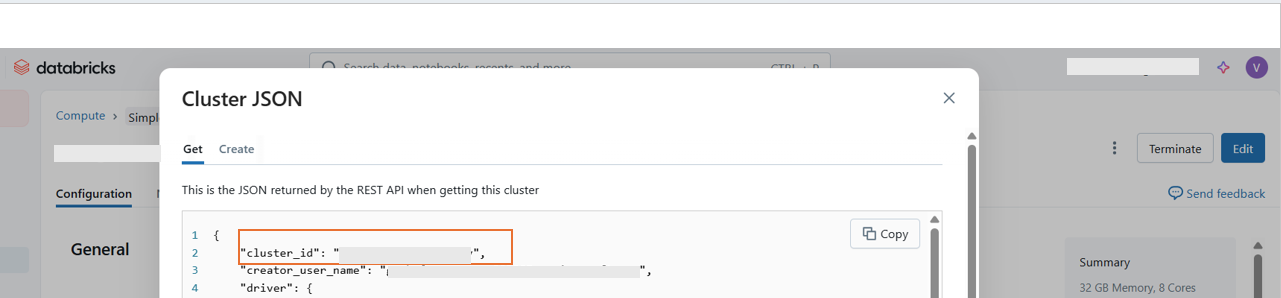 databricks
Search data, notebooks, recents, and more... CTRL + P
V
Cluster JSON
Compute > Simpl
Get Create
Terminate Edit
This is the JSON returned by the REST API when getting this cluster
Configuration
Send feedback
General
Copy
1 {
2 "cluster_id": "
3 "creator_user_name": "
4 "driver": {
Summary
32 GB Memory, 8 Cores